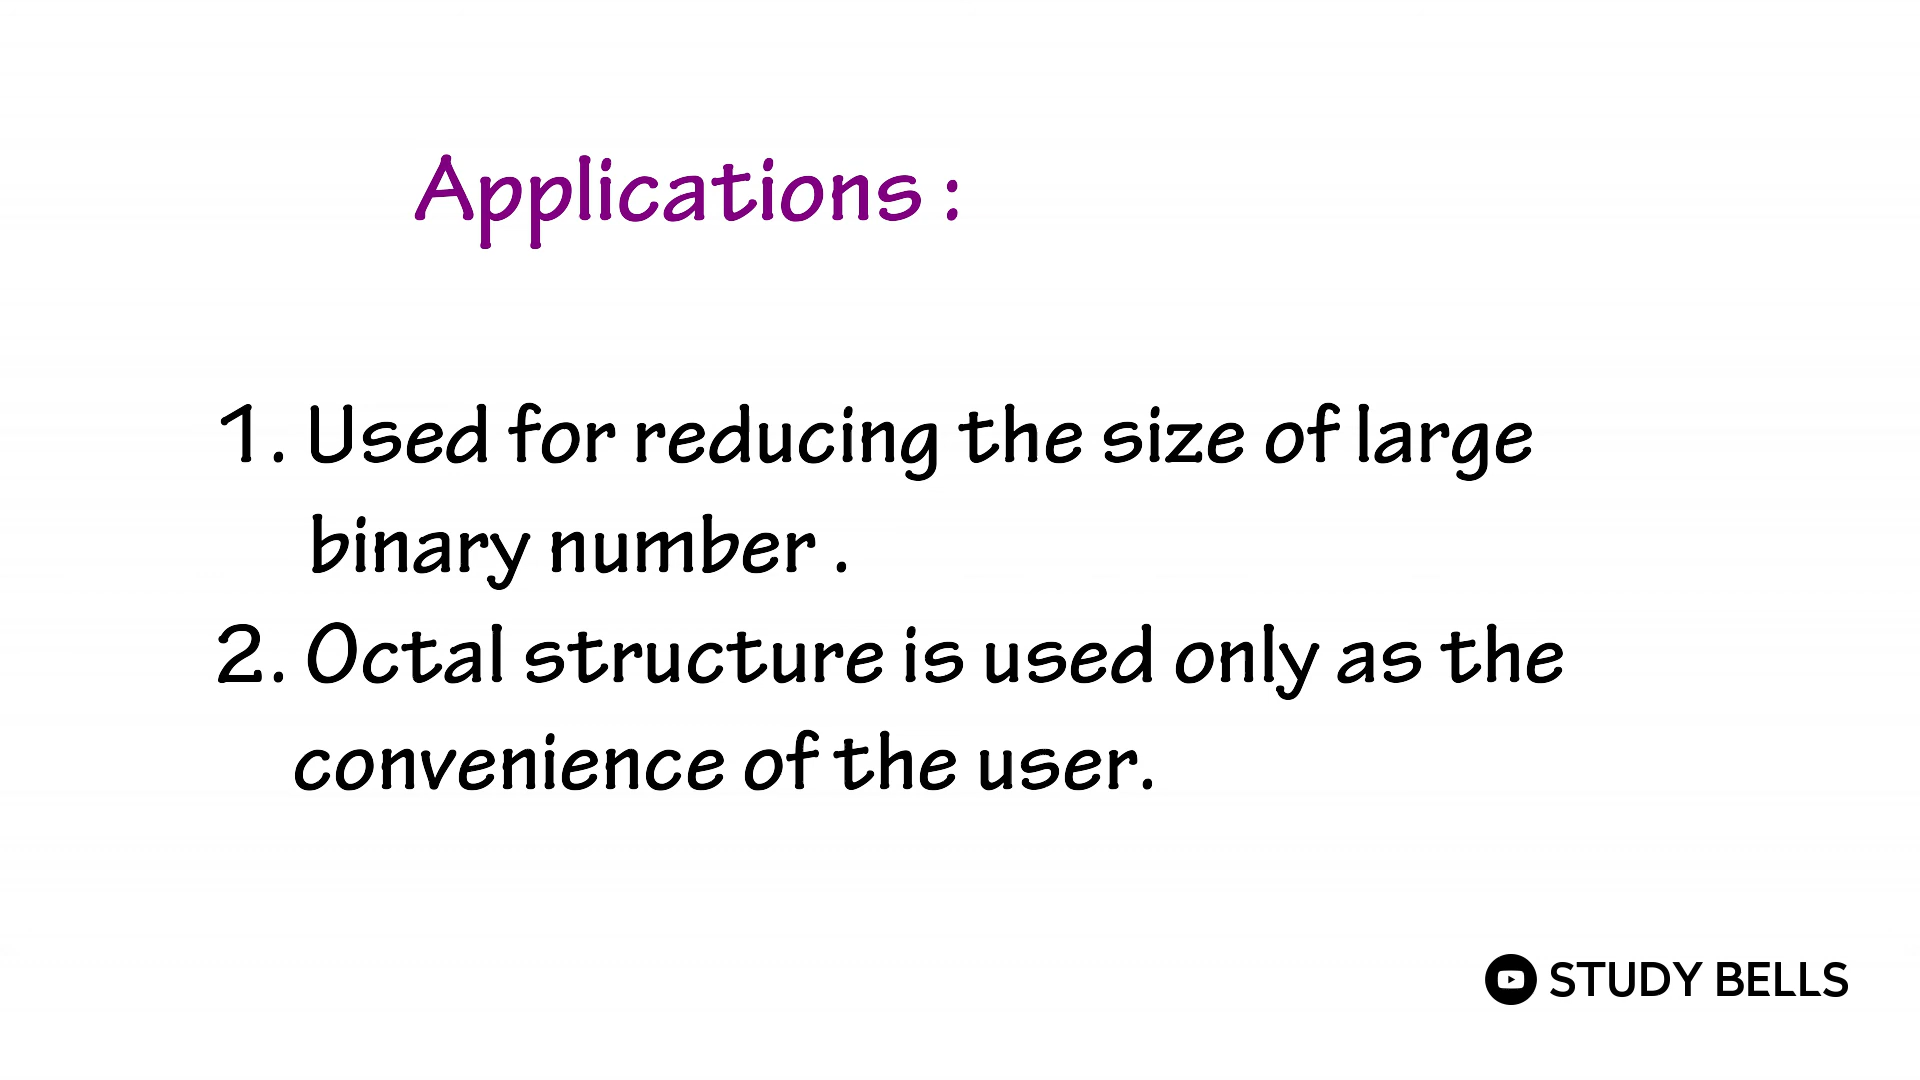 Applications :
1. Used for reducing the size of large
binary number .
2. Octal structure is used only as the
convenience of the user.
STUDY BELLS